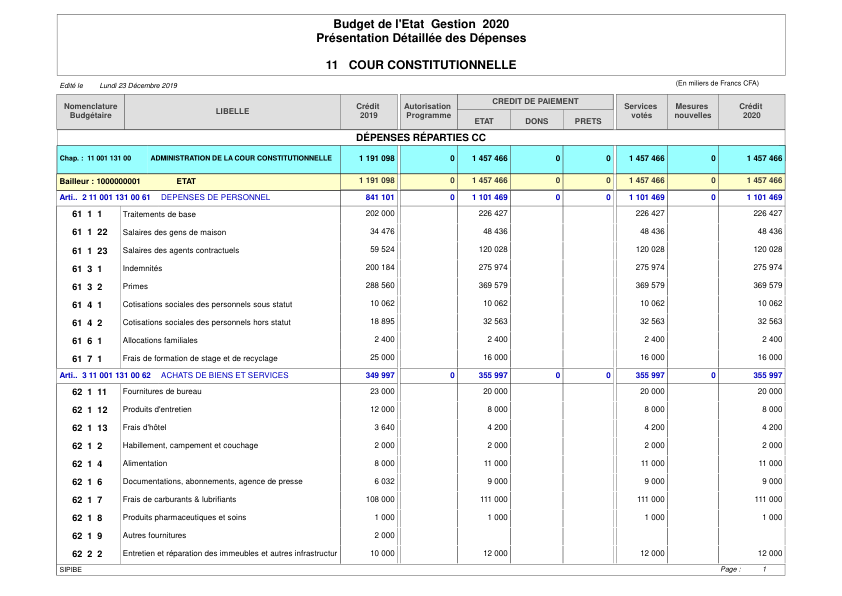 Budget de l'Etat Gestion 2020
Présentation Détaillée des Dépenses
11 COUR CONSTITUTIONNELLE
Edité le Lundi 23 Décembre 2019 (En miliers de Francs CFA)
Nomenclature Budgétaire LIBELLE Crédit 2019 Autorisation Programme CREDIT DE PAIEMENT ETAT DONS PRETS Services votés Mesures nouvelles Crédit 2020
DÉPENSES RÉPARTIES CC
Chap. : 11 001 131 00 ADMINISTRATION DE LA COUR CONSTITUTIONNELLE 1 191 098 0 1 457 466 0 0 1 457 466 0 1 457 466
Bailleur : 1000000001 ETAT 1 191 098 0 1 457 466 0 0 1 457 466 0 1 457 466
Arti.. 2 11 001 131 00 61 DEPENSES DE PERSONNEL 841 101 0 1 101 469 0 0 1 101 469 0 1 101 469
61 1 1 Traitements de base 202 000 226 427 226 427 226 427
61 1 22 Salaires des gens de maison 34 476 48 436 48 436 48 436
61 1 23 Salaires des agents contractuels 59 524 120 028 120 028 120 028
61 3 1 Indemnités 200 184 275 974 275 974 275 974
61 3 2 Primes 288 560 369 579 369 579 369 579
61 4 1 Cotisations sociales des personnels sous statut 10 062 10 062 10 062 10 062
61 4 2 Cotisations sociales des personnels hors statut 18 895 32 563 32 563 32 563
61 6 1 Allocations familiales 2 400 2 400 2 400 2 400
61 7 1 Frais de formation de stage et de recyclage 25 000 16 000 16 000 16 000
Arti.. 3 11 001 131 00 62 ACHATS DE BIENS ET SERVICES 349 997 0 355 997 0 0 355 997 0 355 997
62 1 11 Fournitures de bureau 23 000 20 000 20 000 20 000
62 1 12 Produits d'entretien 12 000 8 000 8 000 8 000
62 1 13 Frais d'hôtel 3 640 4 200 4 200 4 200
62 1 2 Habillement, campement et couchage 2 000 2 000 2 000 2 000
62 1 4 Alimentation 8 000 11 000 11 000 11 000
62 1 6 Documentations, abonnements, agence de presse 6 032 9 000 9 000 9 000
62 1 7 Frais de carburants & lubrifiants 108 000 111 000 111 000 111 000
62 1 8 Produits pharmaceutiques et soins 1 000 1 000 1 000 1 000
62 1 9 Autres fournitures 2 000
62 2 2 Entretien et réparation des immeubles et autres infrastructur 10 000 12 000 12 000 12 000
SIPIBE Page : 1